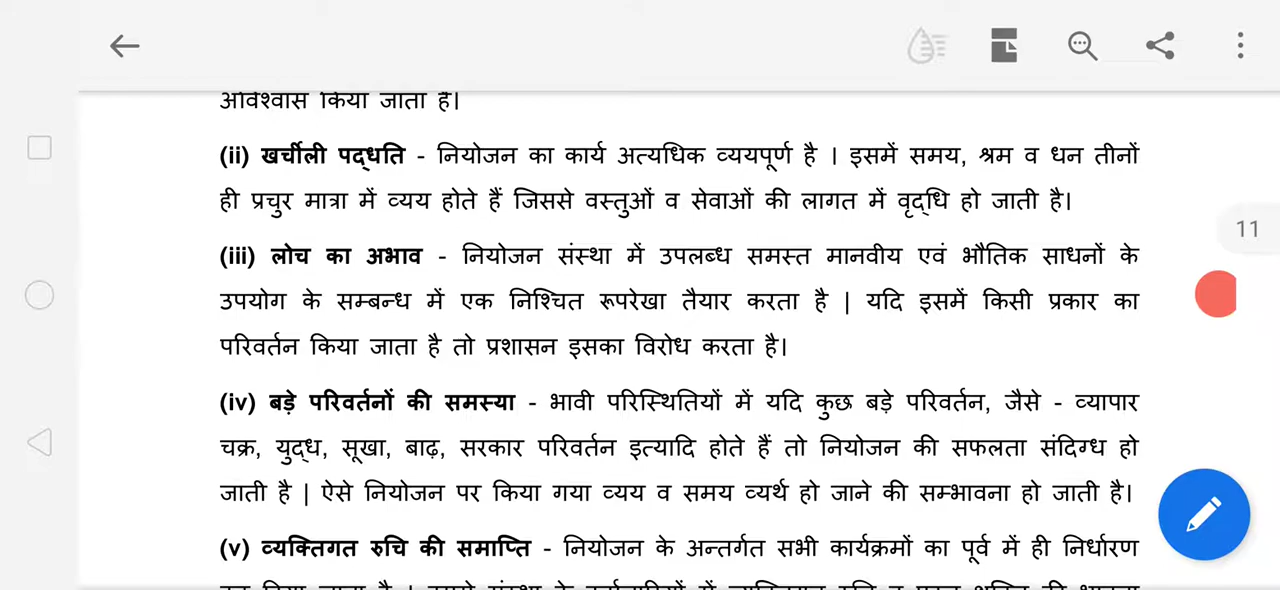 अविश्वास किया जाता है।
(ii) खर्चीली पद्धति - नियोजन का कार्य अत्यधिक व्ययपूर्ण है । इसमें समय, श्रम व धन तीनों
ही प्रचुर मात्रा में व्यय होते हैं जिससे वस्तुओं व सेवाओं की लागत में वृद्धि हो जाती है।
11
(iii) लोच का अभाव - नियोजन संस्था में उपलब्ध समस्त मानवीय एवं भौतिक साधनों के
उपयोग के सम्बन्ध में एक निश्चित रूपरेखा तैयार करता है | यदि इसमें किसी प्रकार का
परिवर्तन किया जाता है तो प्रशासन इसका विरोध करता है।
(iv) बड़े परिवर्तनों की समस्या - भावी परिस्थितियों में यदि कुछ बड़े परिवर्तन, जैसे - व्यापार
चक्र, युद्ध, सूखा, बाढ़, सरकार परिवर्तन इत्यादि होते हैं तो नियोजन की सफलता संदिग्ध हो
जाती है | ऐसे नियोजन पर किया गया व्यय व समय व्यर्थ हो जाने की सम्भावना हो जाती है।
(v) व्यक्तिगत रुचि की समाप्ति - नियोजन के अन्तर्गत सभी कार्यक्रमों का पूर्व में ही निर्धारण